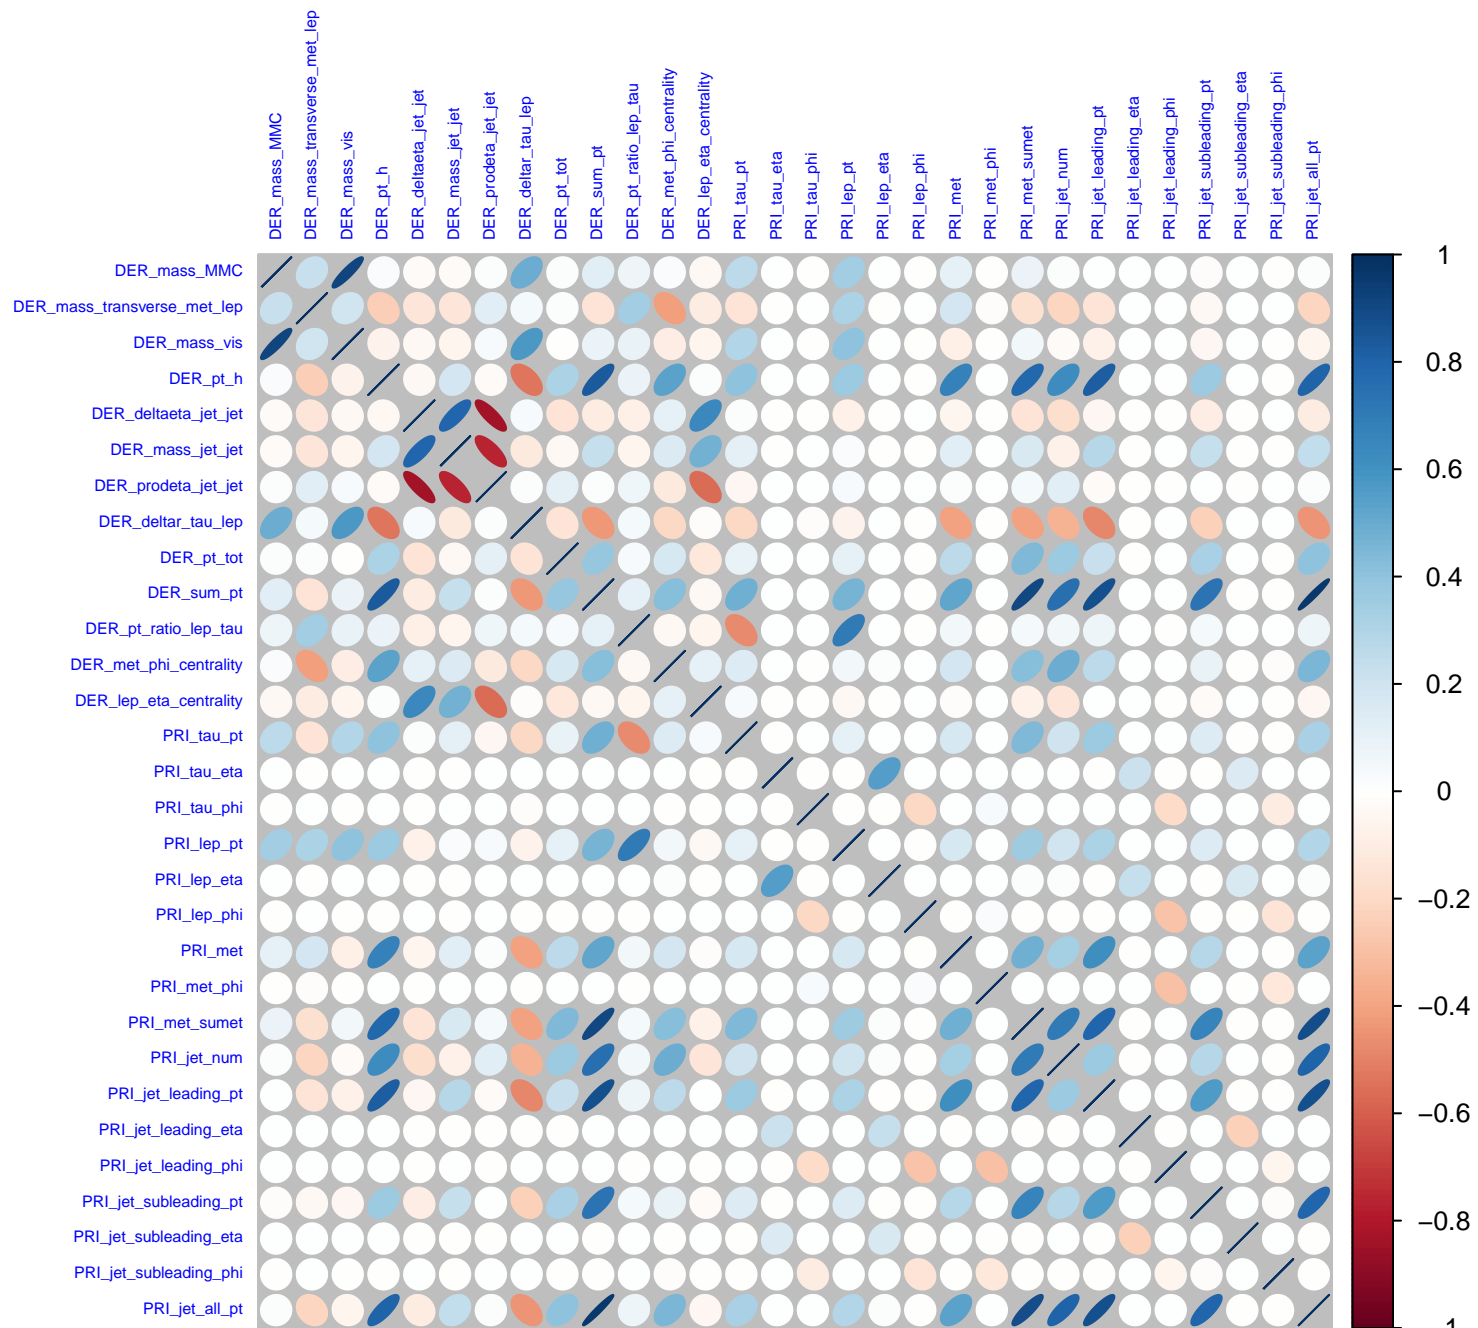 DER_mass_MMC
DER_mass_transverse_met_lep
DER_mass_vis
DER_pt_h
DER_deltaeta_jet_jet
DER_mass_jet_jet
DER_prodeta_jet_jet
DER_deltar_tau_lep
DER_pt_tot
DER_sum_pt
DER_pt_ratio_lep_tau
DER_met_phi_centrality
DER_lep_eta_centrality
PRI_tau_pt
PRI_tau_eta
PRI_tau_phi
PRI_lep_pt
PRI_lep_eta
PRI_lep_phi
PRI_met
PRI_met_phi
PRI_met_sumet
PRI_jet_num
PRI_jet_leading_pt
PRI_jet_leading_eta
PRI_jet_leading_phi
PRI_jet_subleading_pt
PRI_jet_subleading_eta
PRI_jet_subleading_phi
PRI_jet_all_pt
DER_mass_MMC
DER_mass_transverse_met_lep
DER_mass_vis
DER_pt_h
DER_deltaeta_jet_jet
DER_mass_jet_jet
DER_prodeta_jet_jet
DER_deltar_tau_lep
DER_pt_tot
DER_sum_pt
DER_pt_ratio_lep_tau
DER_met_phi_centrality
DER_lep_eta_centrality
PRI_tau_pt
PRI_tau_eta
PRI_tau_phi
PRI_lep_pt
PRI_lep_eta
PRI_lep_phi
PRI_met
PRI_met_phi
PRI_met_sumet
PRI_jet_num
PRI_jet_leading_pt
PRI_jet_leading_eta
PRI_jet_leading_phi
PRI_jet_subleading_pt
PRI_jet_subleading_eta
PRI_jet_subleading_phi
PRI_jet_all_pt
1
0.8
0.6
0.4
0.2
0
−0.2
−0.4
−0.6
−0.8
−1